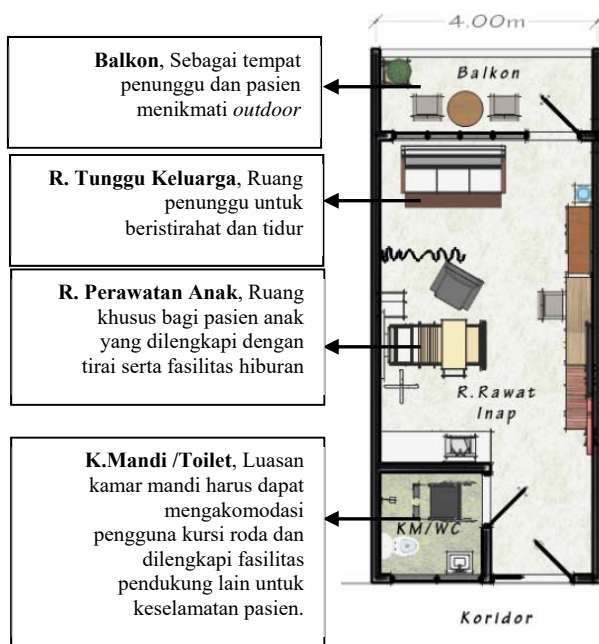 Balkon, Sebagai tempat
penunggu dan pasien
menikmati outdoor
R. Tunggu Keluarga, Ruang
penunggu untuk
beristirahat dan tidur
R. Perawatan Anak, Ruang
khusus bagi pasien anak
yang dilengkapi dengan
tirai serta fasilitas hiburan
K.Mandi /Toilet, Luasan
kamar mandi harus dapat
mengakomodasi
pengguna kursi roda dan
dilengkapi fasilitas
pendukung lain untuk
keselamatan pasien.
4.00m
Balkon
R.Rawat
Inap
KM/WC
Koridor